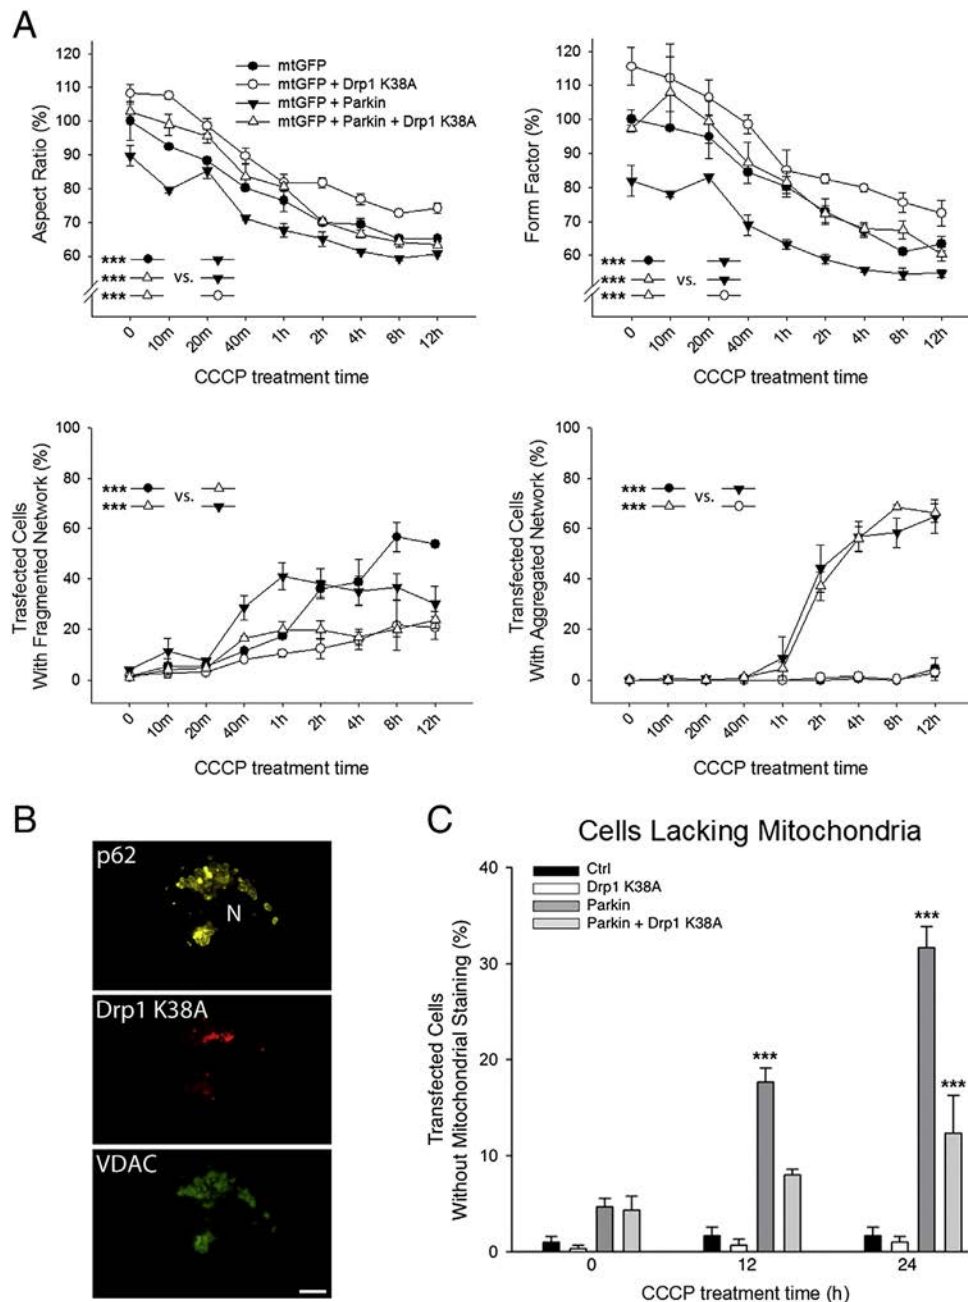 A
120
110
100
90
80
70
60
Aspect Ratio (%)
mtGFP
mtGFP + Drp1 K38A
mtGFP + Parkin
mtGFP + Parkin + Drp1 K38A
***
*** vs.
***
0 10m 20m 40m 1h 2h 4h 8h 12h
CCCP treatment time
120
110
100
90
80
70
60
Form Factor (%)
***
*** vs.
***
0 10m 20m 40m 1h 2h 4h 8h 12h
CCCP treatment time
100
80
60
40
20
0
Trasfected Cells
With Fragmented Network (%)
*** vs.
***
0 10m 20m 40m 1h 2h 4h 8h 12h
CCCP treatment time
100
80
60
40
20
0
Transfected Cells
With Aggregated Network (%)
*** vs.
***
0 10m 20m 40m 1h 2h 4h 8h 12h
CCCP treatment time
B
p62
N
Drp1 K38A
VDAC
C
Cells Lacking Mitochondria
40
30
20
10
0
Transfected Cells
Without Mitochondrial Staining (%)
Ctrl
Drp1 K38A
Parkin
Parkin + Drp1 K38A
***
***
***
0 12 24
CCCP treatment time (h)